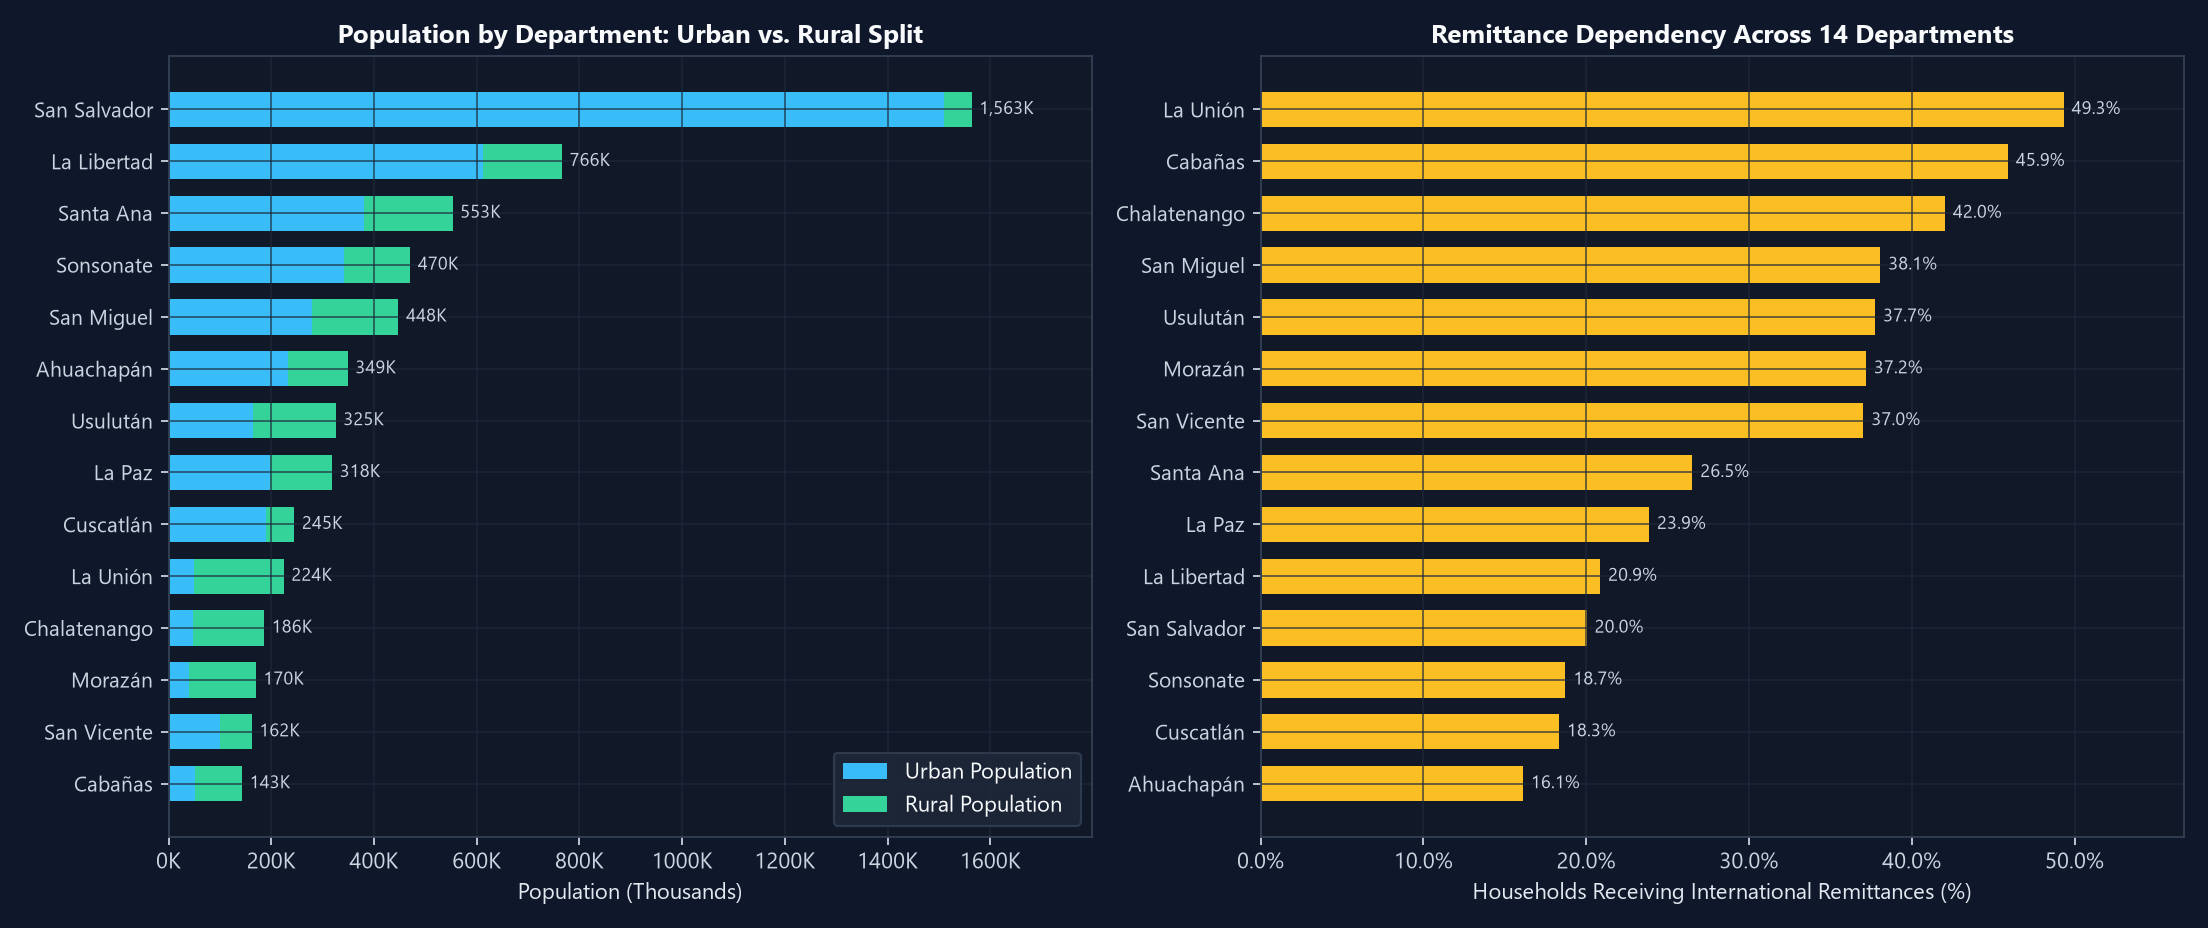 Population by Department: Urban vs. Rural Split
San Salvador
1,563K
La Libertad
766K
Santa Ana
553K
Sonsonate
470K
San Miguel
448K
Ahuachapán
349K
Usulután
325K
La Paz
318K
Cuscatlán
245K
La Unión
224K
Chalatenango
186K
Morazán
170K
San Vicente
162K
Cabañas
143K
Urban Population
Rural Population
0K 200K 400K 600K 800K 1000K 1200K 1400K 1600K
Population (Thousands)
Remittance Dependency Across 14 Departments
La Unión
49.3%
Cabañas
45.9%
Chalatenango
42.0%
San Miguel
38.1%
Usulután
37.7%
Morazán
37.2%
San Vicente
37.0%
Santa Ana
26.5%
La Paz
23.9%
La Libertad
20.9%
San Salvador
20.0%
Sonsonate
18.7%
Cuscatlán
18.3%
Ahuachapán
16.1%
0.0% 10.0% 20.0% 30.0% 40.0% 50.0%
Households Receiving International Remittances (%)